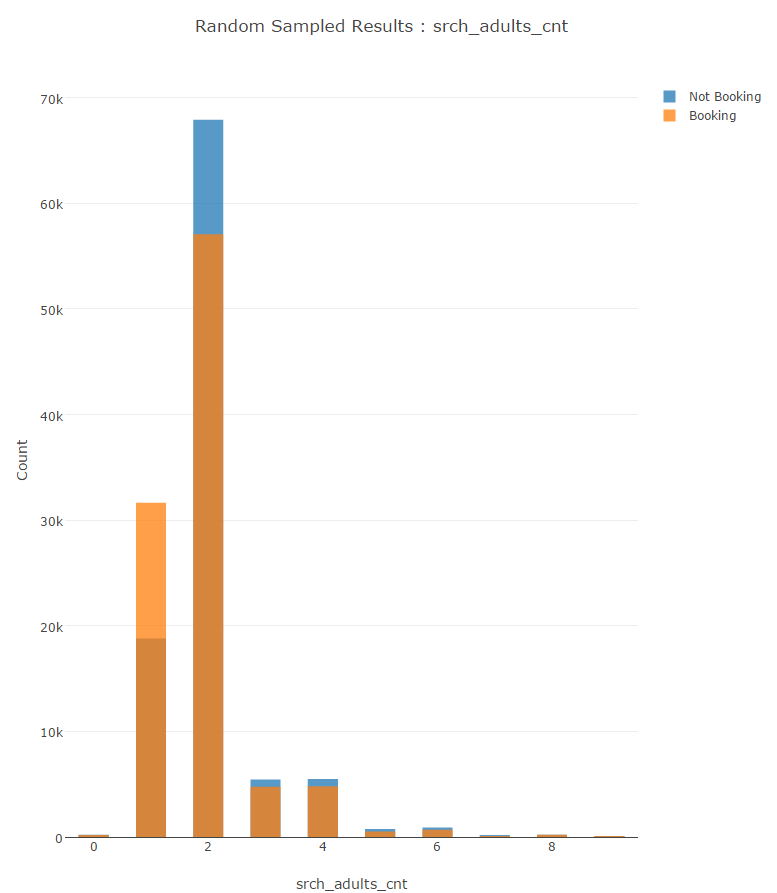 Random Sampled Results : srch_adults_cnt
Not Booking
Booking
70k
60k
50k
40k
30k
20k
10k
0
Count
0 2 4 6 8
srch_adults_cnt